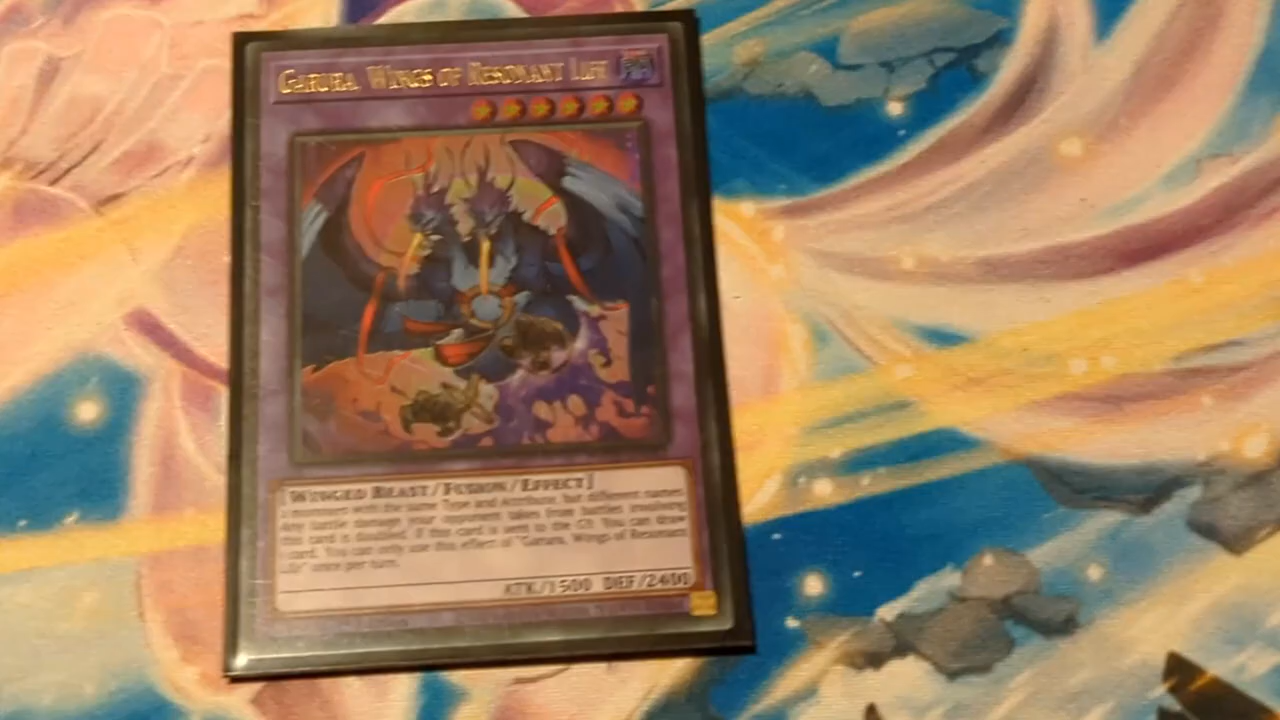 GARURA, WINGS OF RESONANT LIFE
[WINGED BEAST/FUSION/EFFECT]
2 monsters with the same Type and Attribute, but different names
Any battle damage your opponent takes from battles involving
this card is doubled. If this card is sent to the GY: You can draw
1 card. You can only use this effect of "Garura, Wings of Resonant
Life" once per turn.
ATK/1500 DEF/2400